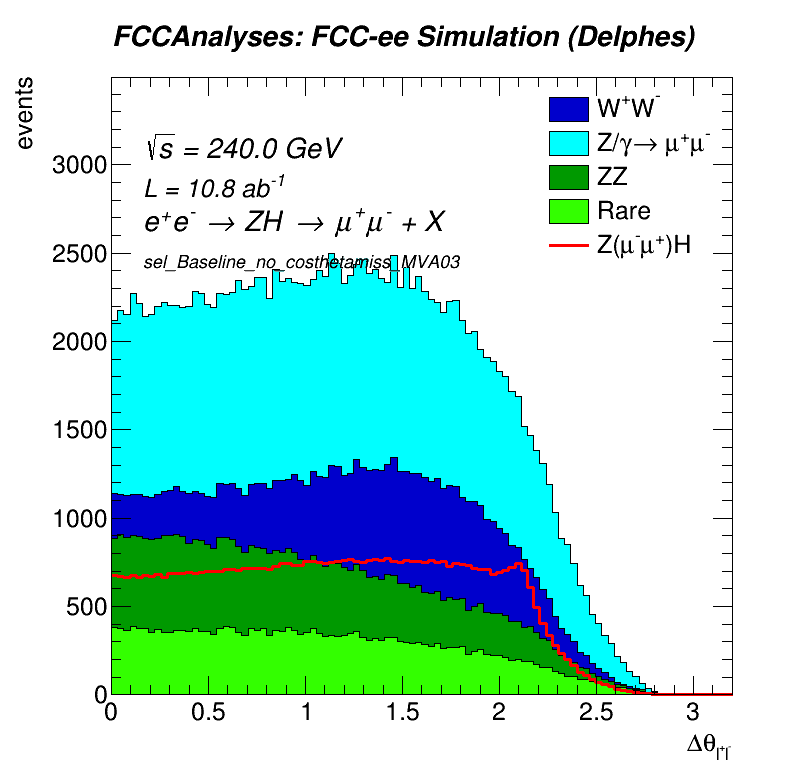 FCCAnalyses: FCC-ee Simulation (Delphes)
events
√s = 240.0 GeV
L = 10.8 ab⁻¹
e⁺e⁻ → ZH → μ⁺μ⁻ + X
sel_Baseline_no_costhetamiss_MVA03
W⁺W⁻
Z/γ→ μ⁺μ⁻
ZZ
Rare
Z(μ⁻μ⁺)H
3000
2500
2000
1500
1000
500
0
0 0.5 1 1.5 2 2.5 3
Δθ_l⁺l⁻